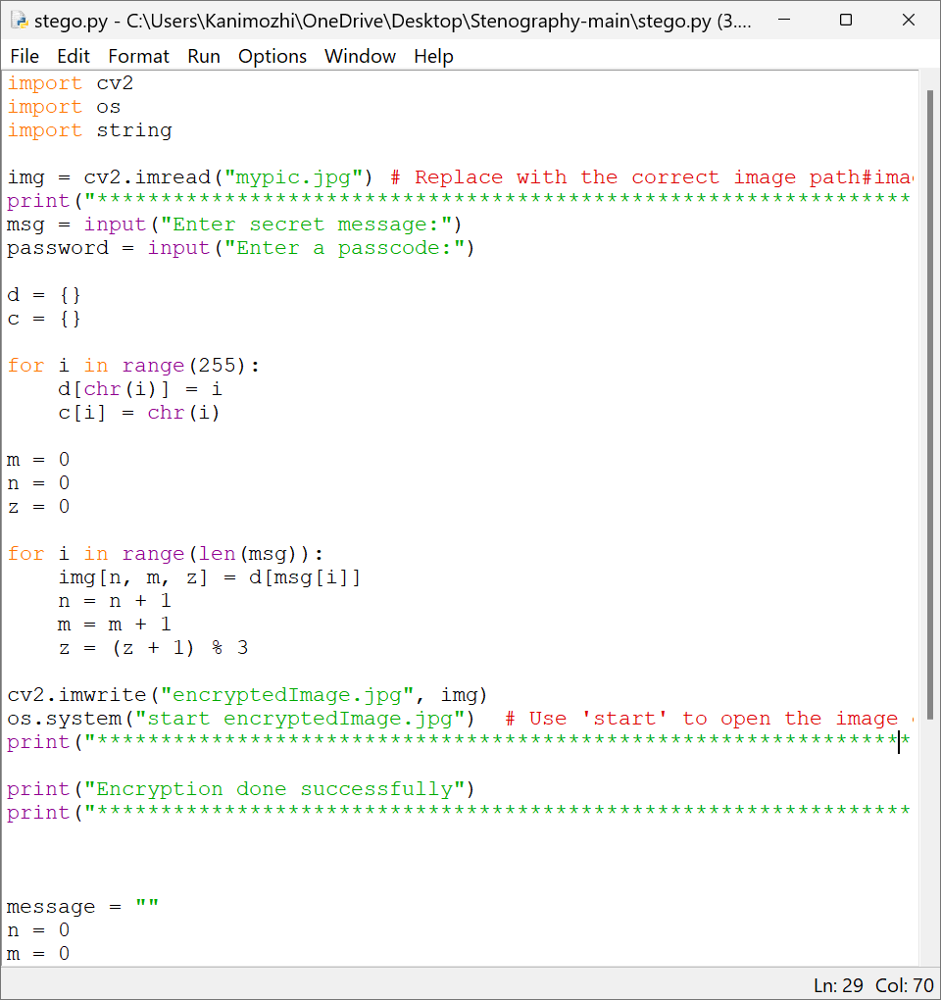 stego.py - C:\Users\Kanimozhi\OneDrive\Desktop\Stenography-main\stego.py (3....
File Edit Format Run Options Window Help
import cv2
import os
import string
img = cv2.imread("mypic.jpg") # Replace with the correct image path#ima
print("****************************************************************
msg = input("Enter secret message:")
password = input("Enter a passcode:")
d = {}
c = {}
for i in range(255):
    d[chr(i)] = i
    c[i] = chr(i)
m = 0
n = 0
z = 0
for i in range(len(msg)):
    img[n, m, z] = d[msg[i]]
    n = n + 1
    m = m + 1
    z = (z + 1) % 3
cv2.imwrite("encryptedImage.jpg", img)
os.system("start encryptedImage.jpg")  # Use 'start' to open the image
print("****************************************************************
print("Encryption done successfully")
print("****************************************************************
message = ""
n = 0
m = 0
Ln: 29 Col: 70